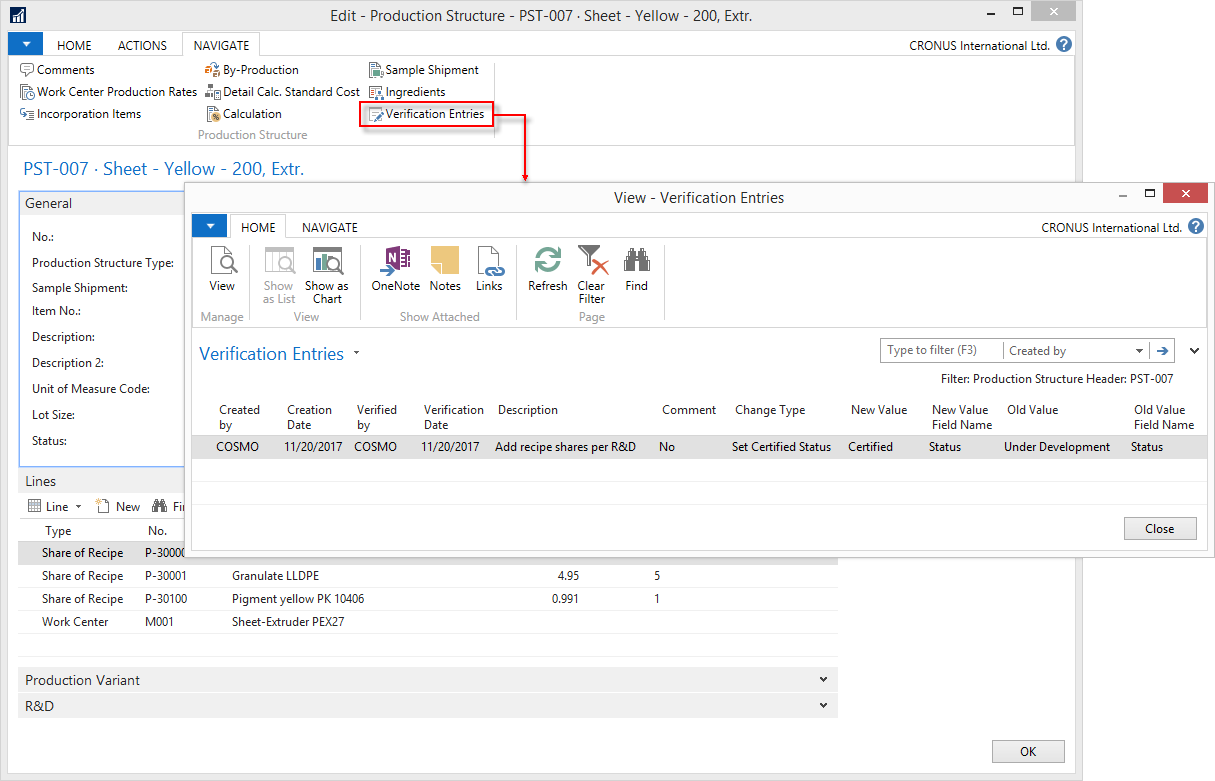 Edit - Production Structure - PST-007 · Sheet - Yellow - 200, Extr.
HOME ACTIONS NAVIGATE CRONUS International Ltd. ?
Comments By-Production Sample Shipment
Work Center Production Rates Detail Calc. Standard Cost Ingredients
Incorporation Items Calculation Verification Entries
Production Structure
PST-007 · Sheet - Yellow - 200, Extr.
General
No.:
Production Structure Type:
Sample Shipment:
Item No.:
Description:
Description 2:
Unit of Measure Code:
Lot Size:
Status:
View - Verification Entries
HOME NAVIGATE CRONUS International Ltd. ?
View Show as List Show as Chart OneNote Notes Links Refresh Clear Filter Find
Manage View Show Attached Page
Verification Entries Type to filter (F3) Created by
Filter: Production Structure Header: PST-007
Created by Creation Date Verified by Verification Date Description Comment Change Type New Value New Value Field Name Old Value Old Value Field Name
COSMO 11/20/2017 COSMO 11/20/2017 Add recipe shares per R&D No Set Certified Status Certified Status Under Development Status
Close
Lines
Line New
Type No.
Share of Recipe P-30000
Share of Recipe P-30001 Granulate LLDPE 4.95 5
Share of Recipe P-30100 Pigment yellow PK 10406 0.991 1
Work Center M001 Sheet-Extruder PEX27
Production Variant
R&D
OK